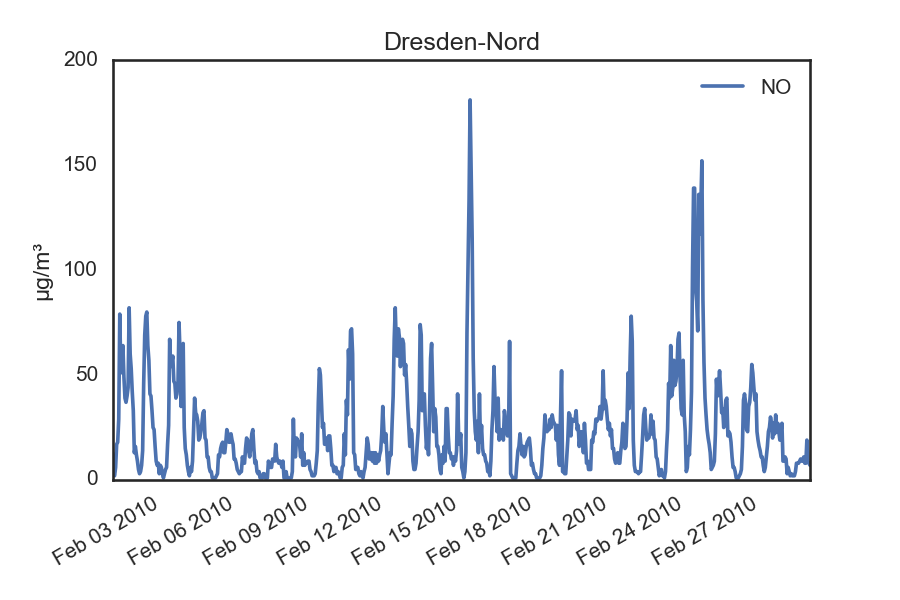 Dresden-Nord
NO
µg/m³
200
150
100
50
0
Feb 03 2010
Feb 06 2010
Feb 09 2010
Feb 12 2010
Feb 15 2010
Feb 18 2010
Feb 21 2010
Feb 24 2010
Feb 27 2010